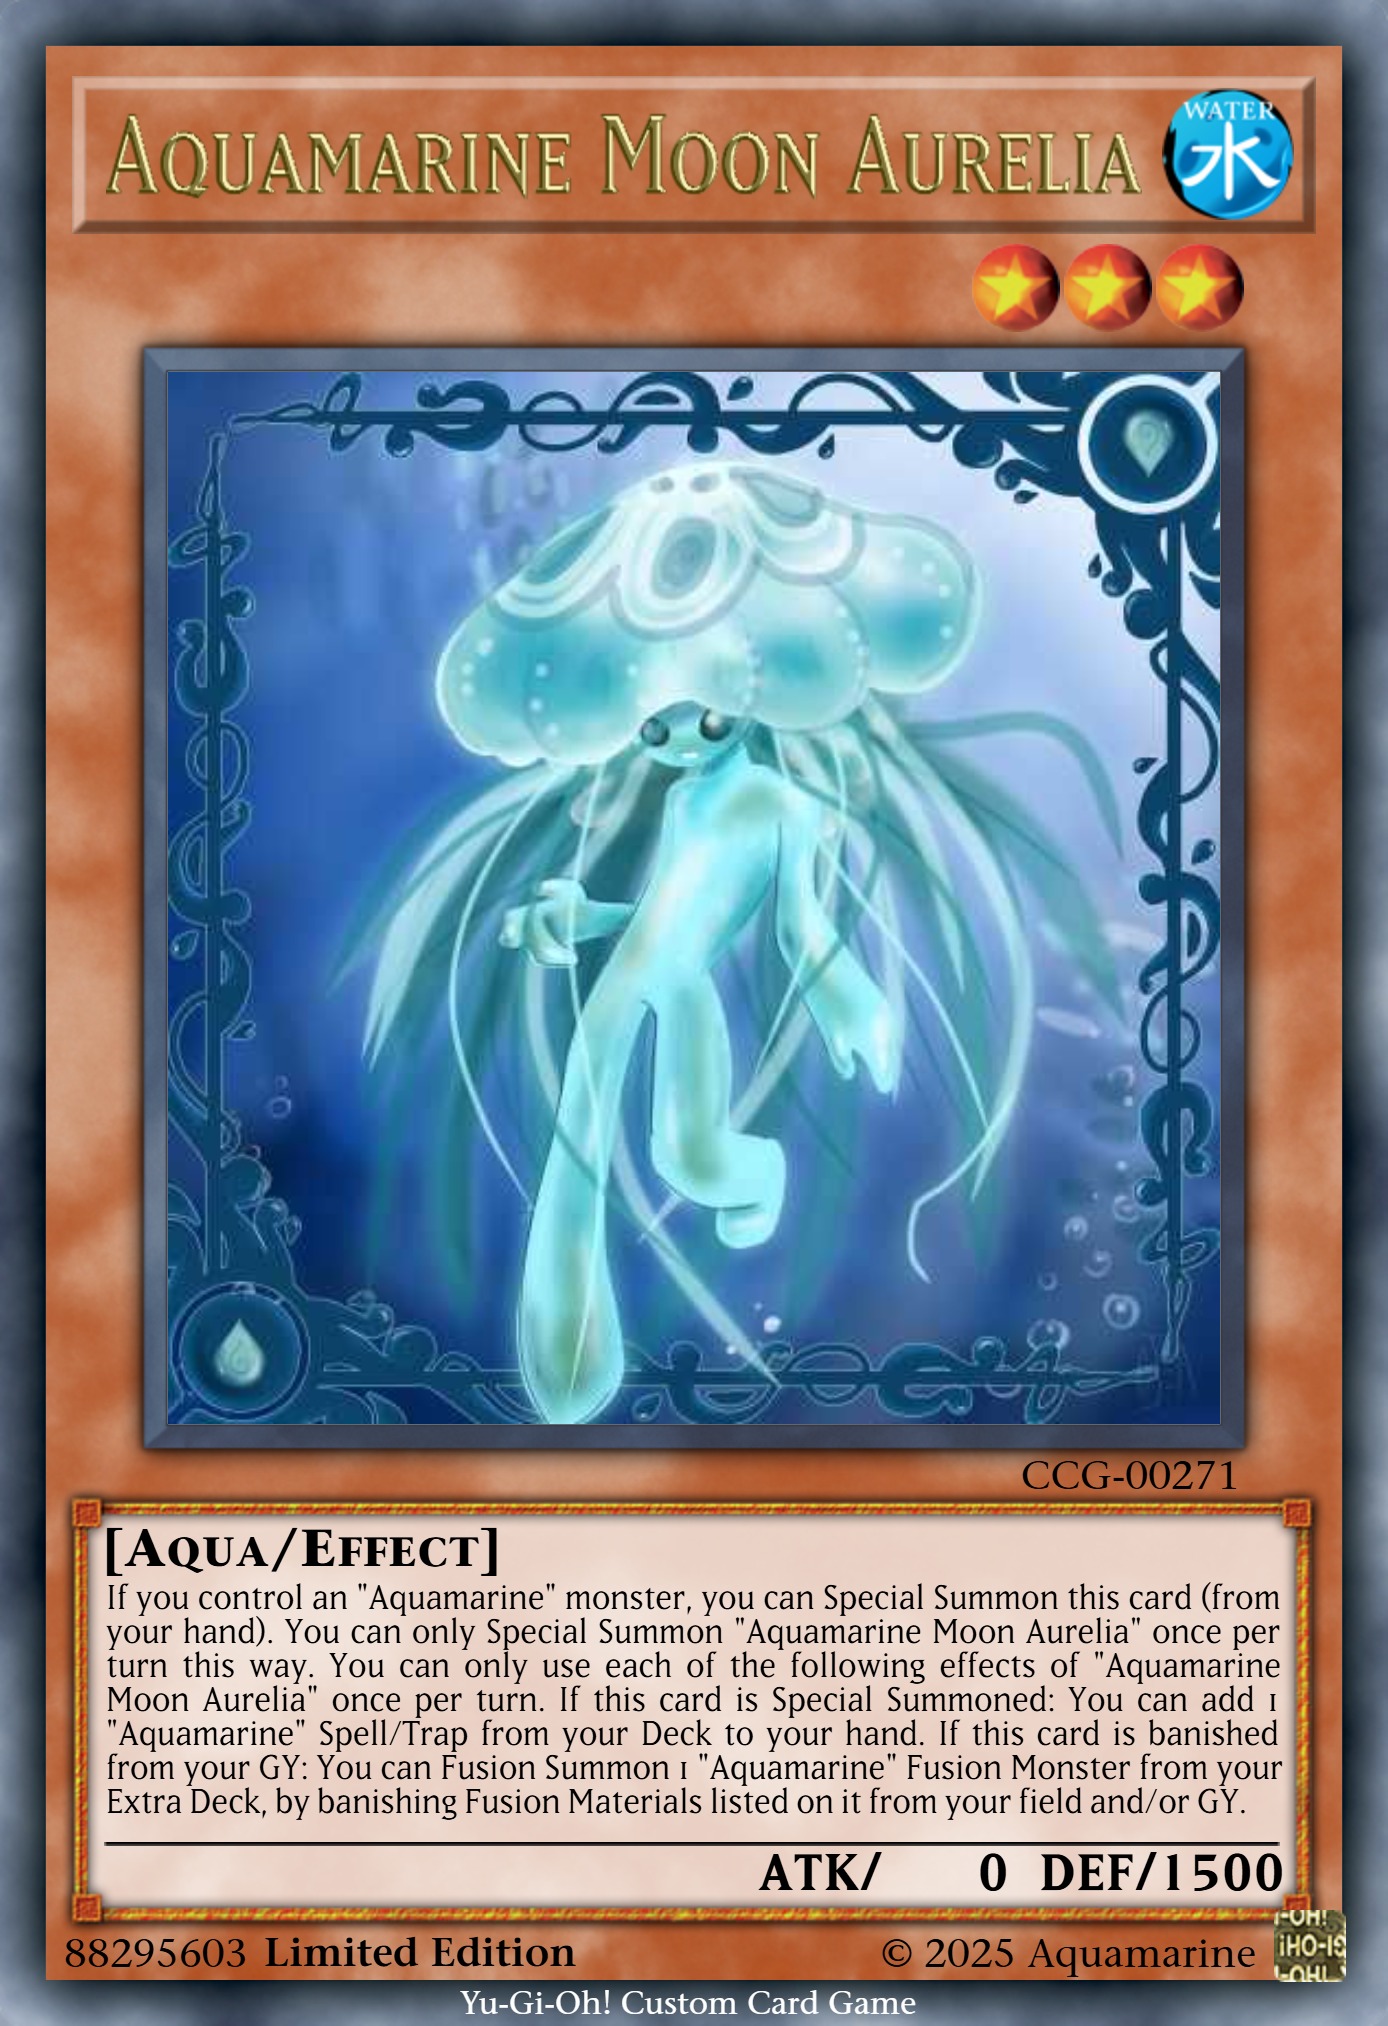 Aquamarine Moon Aurelia
WATER
水
CCG-00271
[Aqua/Effect]
If you control an "Aquamarine" monster, you can Special Summon this card (from
your hand). You can only Special Summon "Aquamarine Moon Aurelia" once per
turn this way. You can only use each of the following effects of "Aquamarine
Moon Aurelia" once per turn. If this card is Special Summoned: You can add 1
"Aquamarine" Spell/Trap from your Deck to your hand. If this card is banished
from your GY: You can Fusion Summon 1 "Aquamarine" Fusion Monster from your
Extra Deck, by banishing Fusion Materials listed on it from your field and/or GY.
ATK/ 0 DEF/1500
88295603 Limited Edition © 2025 Aquamarine
Yu-Gi-Oh! Custom Card Game